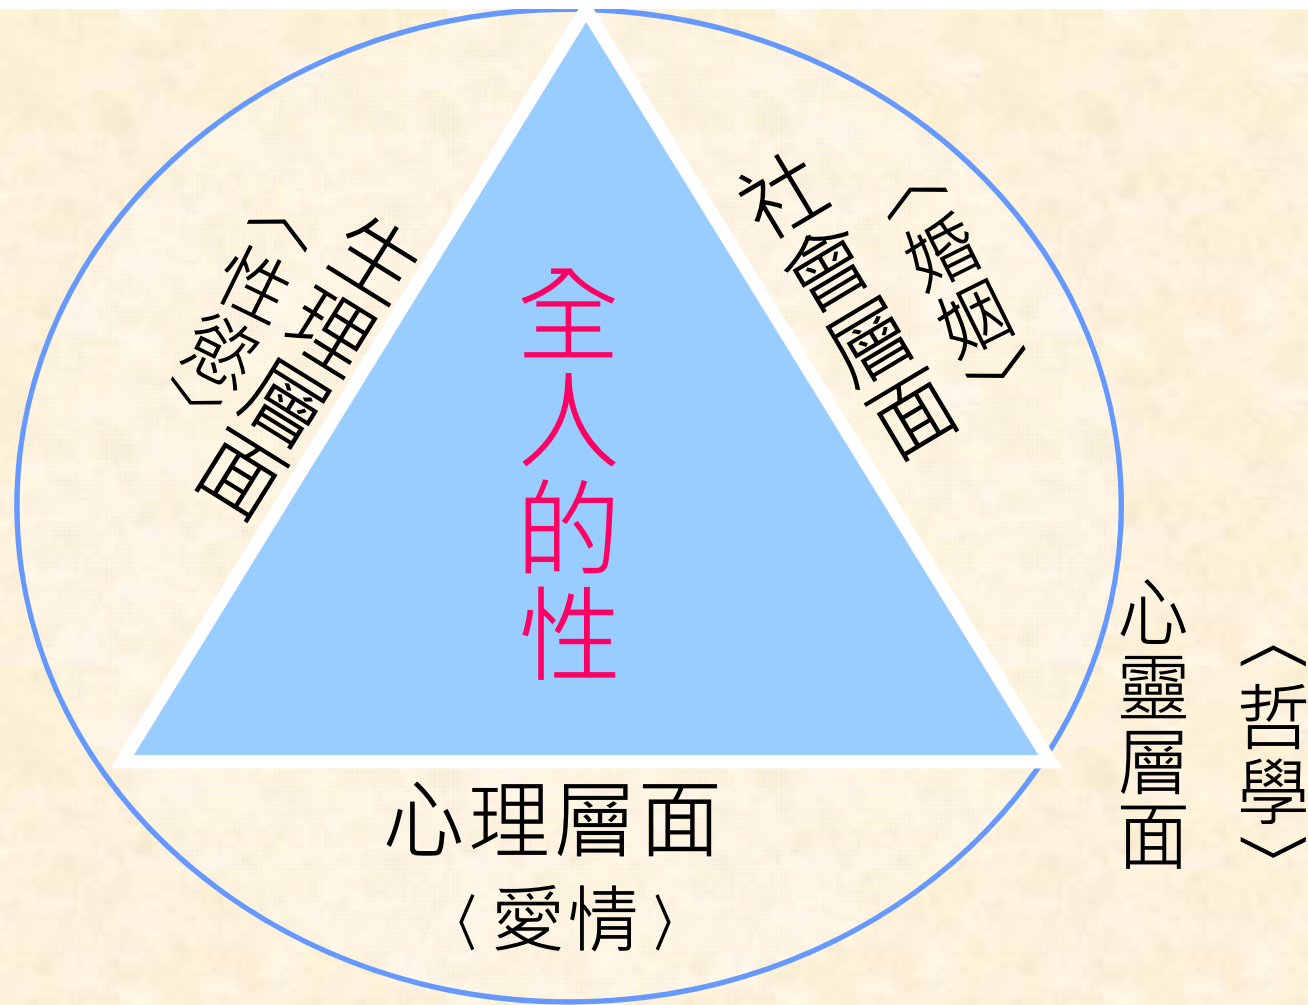 全人的性
生理層面
〈性慾〉
社會層面
〈婚姻〉
心理層面
〈愛情〉
心靈層面
〈哲學〉